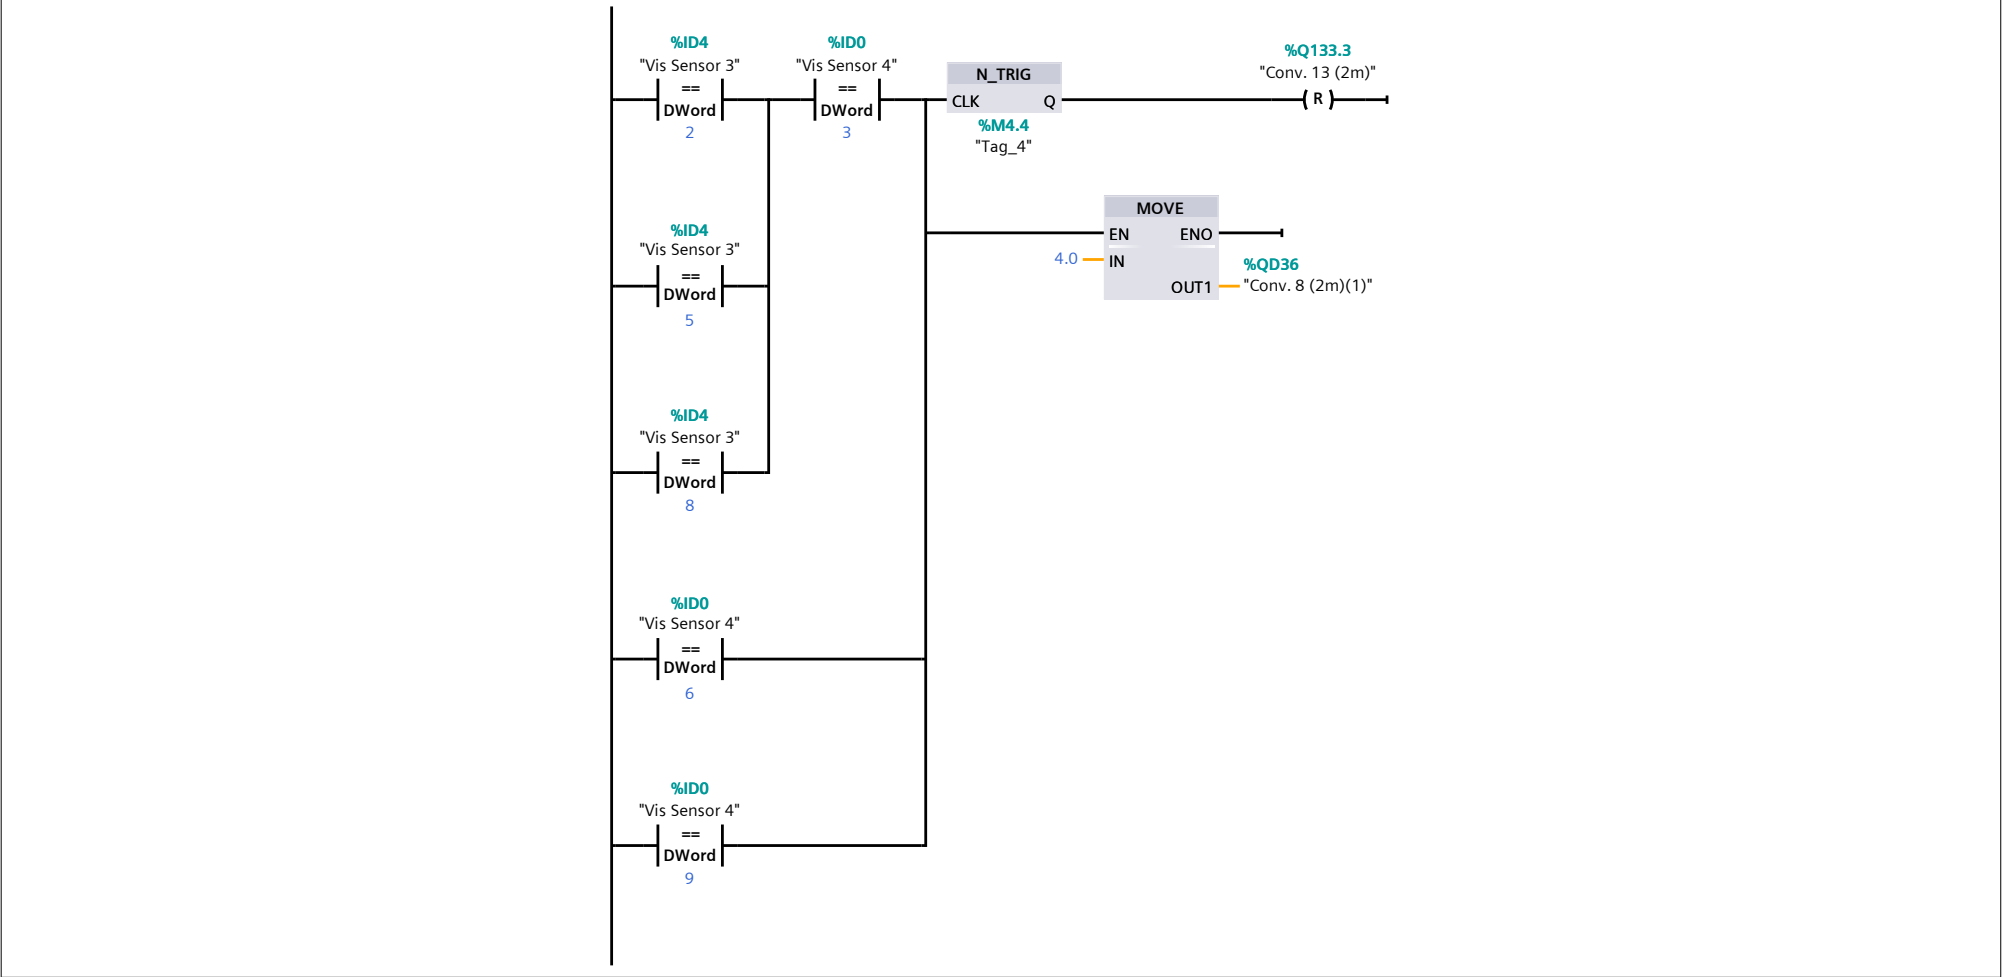 %ID4
"Vis Sensor 3"
==
DWord
2
%ID0
"Vis Sensor 4"
==
DWord
3
N_TRIG
CLK Q
%M4.4
"Tag_4"
%Q133.3
"Conv. 13 (2m)"
( R )
MOVE
EN ENO
4.0 IN
OUT1
%QD36
"Conv. 8 (2m)(1)"
%ID4
"Vis Sensor 3"
==
DWord
5
%ID4
"Vis Sensor 3"
==
DWord
8
%ID0
"Vis Sensor 4"
==
DWord
6
%ID0
"Vis Sensor 4"
==
DWord
9